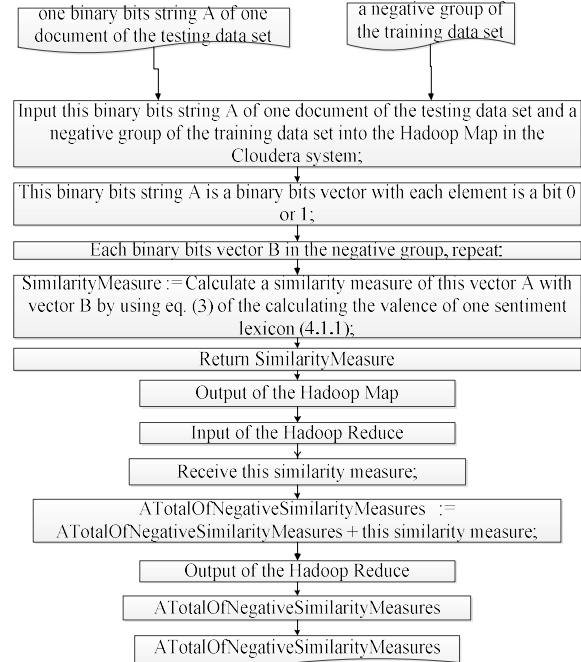 one binary bits string A of one
document of the testing data set
a negative group of
the training data set
Input this binary bits string A of one document of the testing data set and a
negative group of the training data set into the Hadoop Map in the
Cloudera system;
This binary bits string A is a binary bits vector with each element is a bit 0
or 1;
Each binary bits vector B in the negative group, repeat:
SimilarityMeasure := Calculate a similarity measure of this vector A with
vector B by using eq. (3) of the calculating the valence of one sentiment
lexicon (4.1.1);
Return SimilarityMeasure
Output of the Hadoop Map
Input of the Hadoop Reduce
Receive this similarity measure;
ATotalOfNegativeSimilarityMeasures :=
ATotalOfNegativeSimilarityMeasures + this similarity measure;
Output of the Hadoop Reduce
ATotalOfNegativeSimilarityMeasures
ATotalOfNegativeSimilarityMeasures